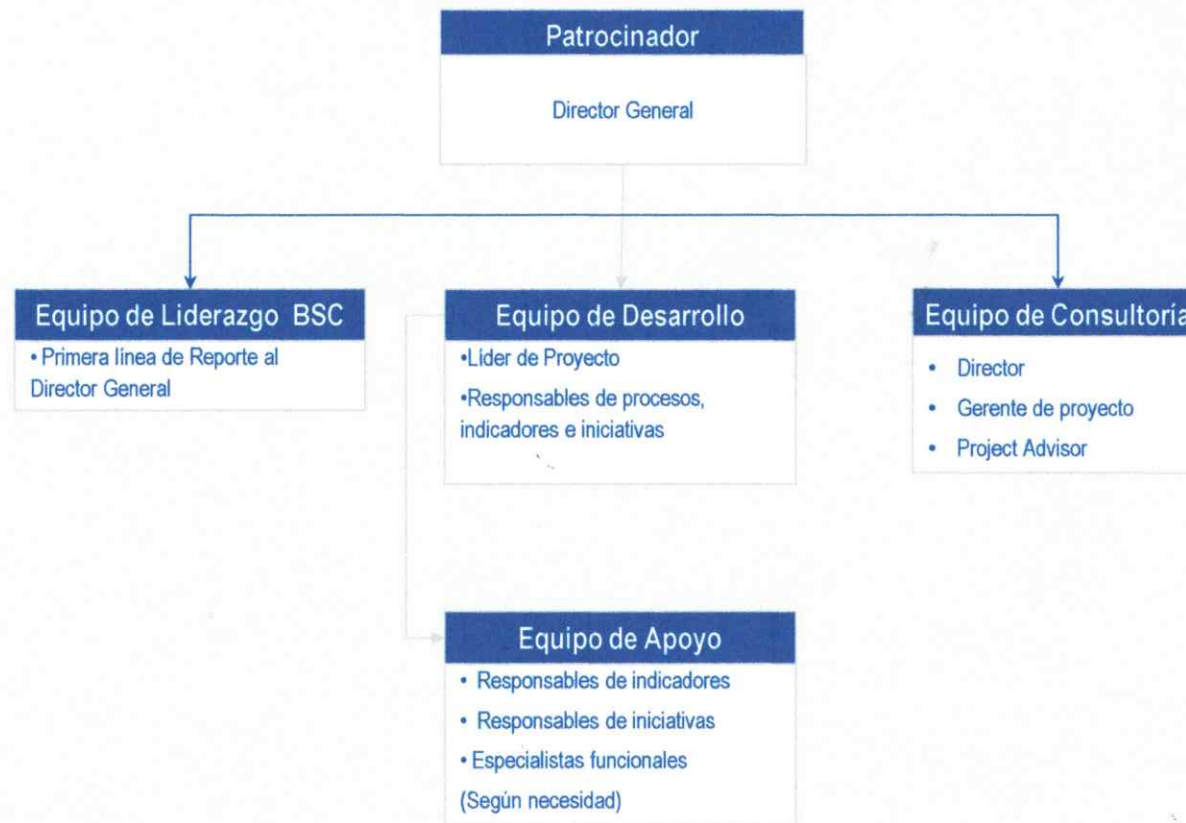 Patrocinador
Director General
Equipo de Liderazgo BSC
• Primera línea de Reporte al
Director General
Equipo de Desarrollo
•Líder de Proyecto
•Responsables de procesos,
indicadores e iniciativas
Equipo de Consultoría
• Director
• Gerente de proyecto
• Project Advisor
Equipo de Apoyo
• Responsables de indicadores
• Responsables de iniciativas
• Especialistas funcionales
(Según necesidad)